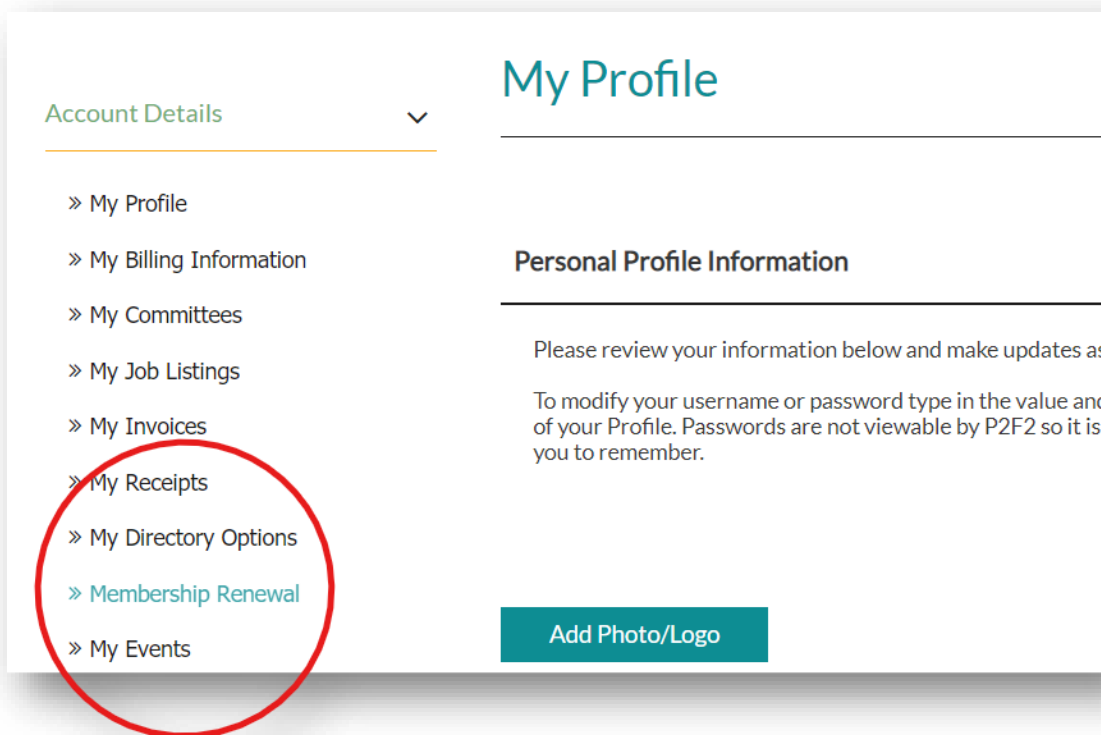 Account Details
» My Profile
» My Billing Information
» My Committees
» My Job Listings
» My Invoices
» My Receipts
» My Directory Options
» Membership Renewal
» My Events
My Profile
Personal Profile Information
Please review your information below and make updates as
To modify your username or password type in the value and
of your Profile. Passwords are not viewable by P2F2 so it is
you to remember.
Add Photo/Logo